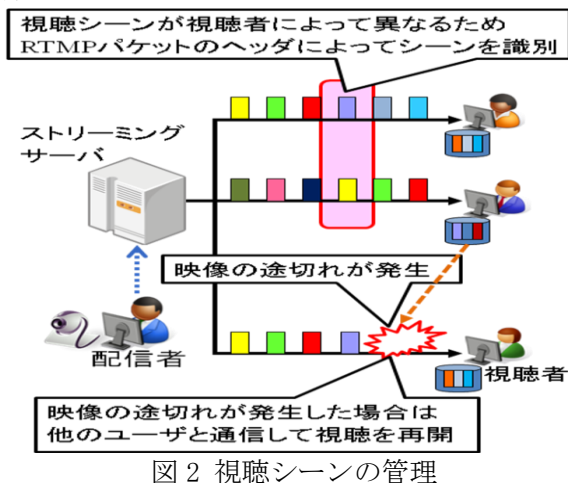 視聴シーンが視聴者によって異なるため
RTMPパケットのヘッダによってシーンを識別
ストリーミング
サーバ
映像の途切れが発生
配信者
視聴者
映像の途切れが発生した場合は
他のユーザと通信して視聴を再開
図2 視聴シーンの管理